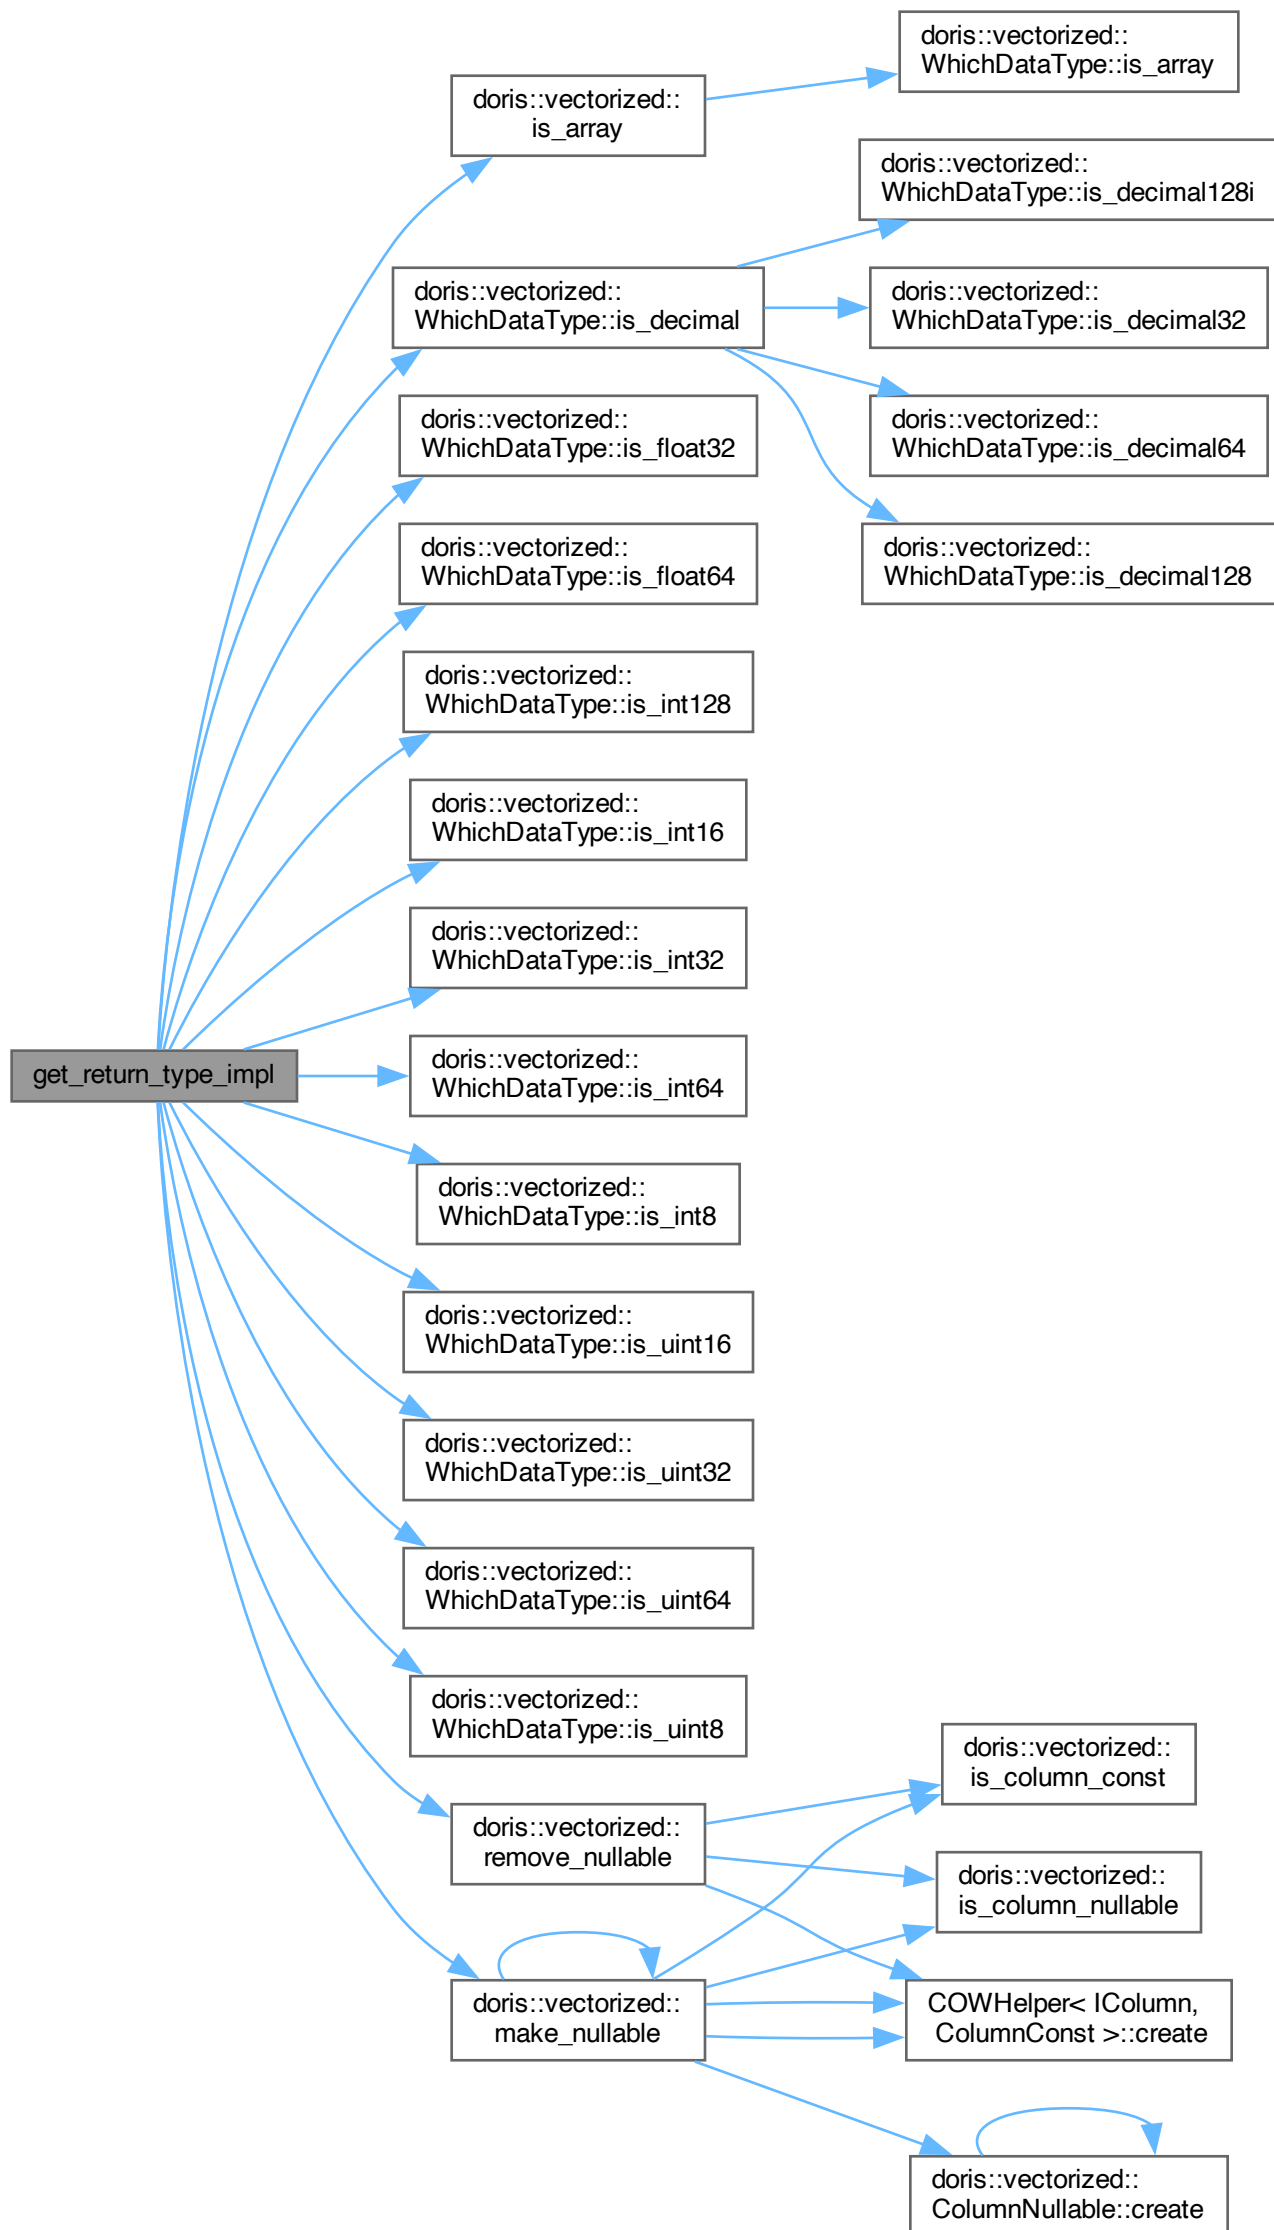 doris::vectorized::
WhichDataType::is_array
doris::vectorized::
is_array
doris::vectorized::
WhichDataType::is_decimal128i
doris::vectorized::
WhichDataType::is_decimal
doris::vectorized::
WhichDataType::is_decimal32
doris::vectorized::
WhichDataType::is_float32
doris::vectorized::
WhichDataType::is_decimal64
doris::vectorized::
WhichDataType::is_float64
doris::vectorized::
WhichDataType::is_decimal128
doris::vectorized::
WhichDataType::is_int128
doris::vectorized::
WhichDataType::is_int16
doris::vectorized::
WhichDataType::is_int32
get_return_type_impl
doris::vectorized::
WhichDataType::is_int64
doris::vectorized::
WhichDataType::is_int8
doris::vectorized::
WhichDataType::is_uint16
doris::vectorized::
WhichDataType::is_uint32
doris::vectorized::
WhichDataType::is_uint64
doris::vectorized::
WhichDataType::is_uint8
doris::vectorized::
is_column_const
doris::vectorized::
remove_nullable
doris::vectorized::
is_column_nullable
doris::vectorized::
make_nullable
COWHelper< IColumn,
ColumnConst >::create
doris::vectorized::
ColumnNullable::create